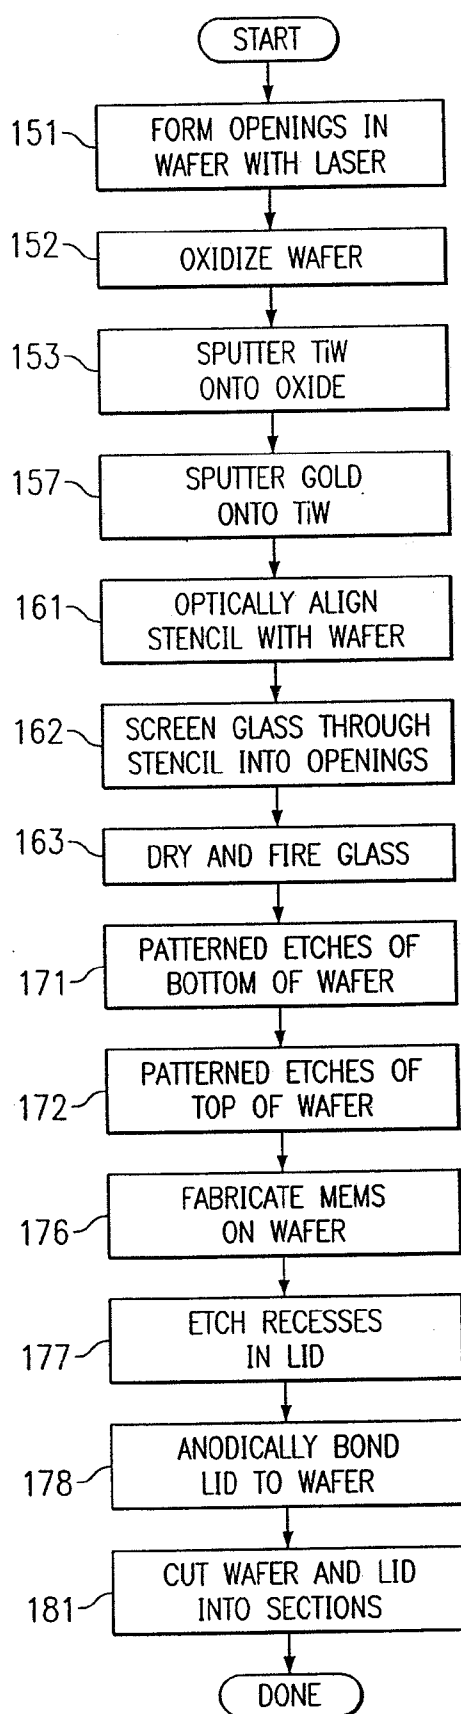 START
151
FORM OPENINGS IN
WAFER WITH LASER
152
OXIDIZE WAFER
153
SPUTTER TiW
ONTO OXIDE
157
SPUTTER GOLD
ONTO TiW
161
OPTICALLY ALIGN
STENCIL WITH WAFER
162
SCREEN GLASS THROUGH
STENCIL INTO OPENINGS
163
DRY AND FIRE GLASS
171
PATTERNED ETCHES OF
BOTTOM OF WAFER
172
PATTERNED ETCHES OF
TOP OF WAFER
176
FABRICATE MEMS
ON WAFER
177
ETCH RECESSES
IN LID
178
ANODICALLY BOND
LID TO WAFER
181
CUT WAFER AND LID
INTO SECTIONS
DONE